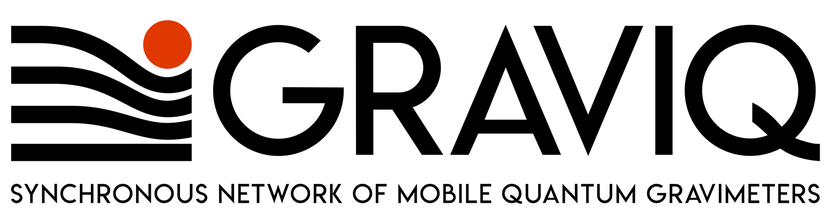 GRAVIQ
SYNCHRONOUS NETWORK OF MOBILE QUANTUM GRAVIMETERS